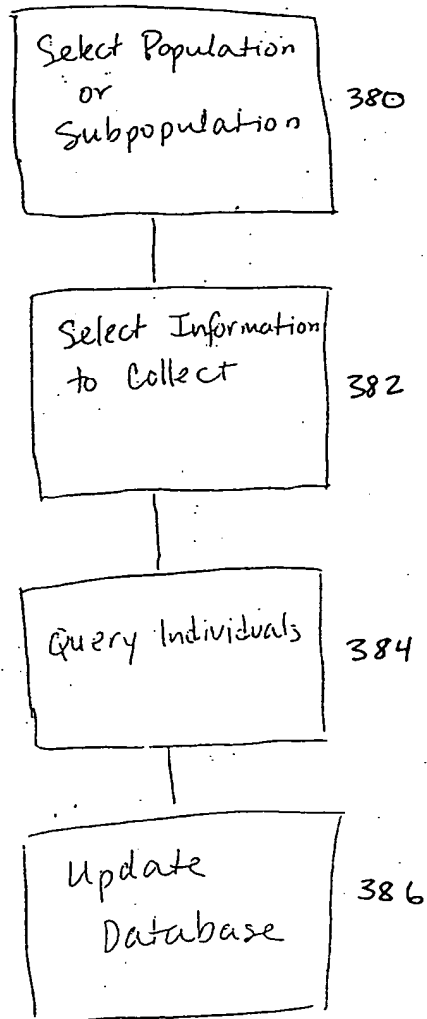 Select Population
or
Subpopulation
380
Select Information
to Collect
382
Query Individuals
384
Update
Database
386